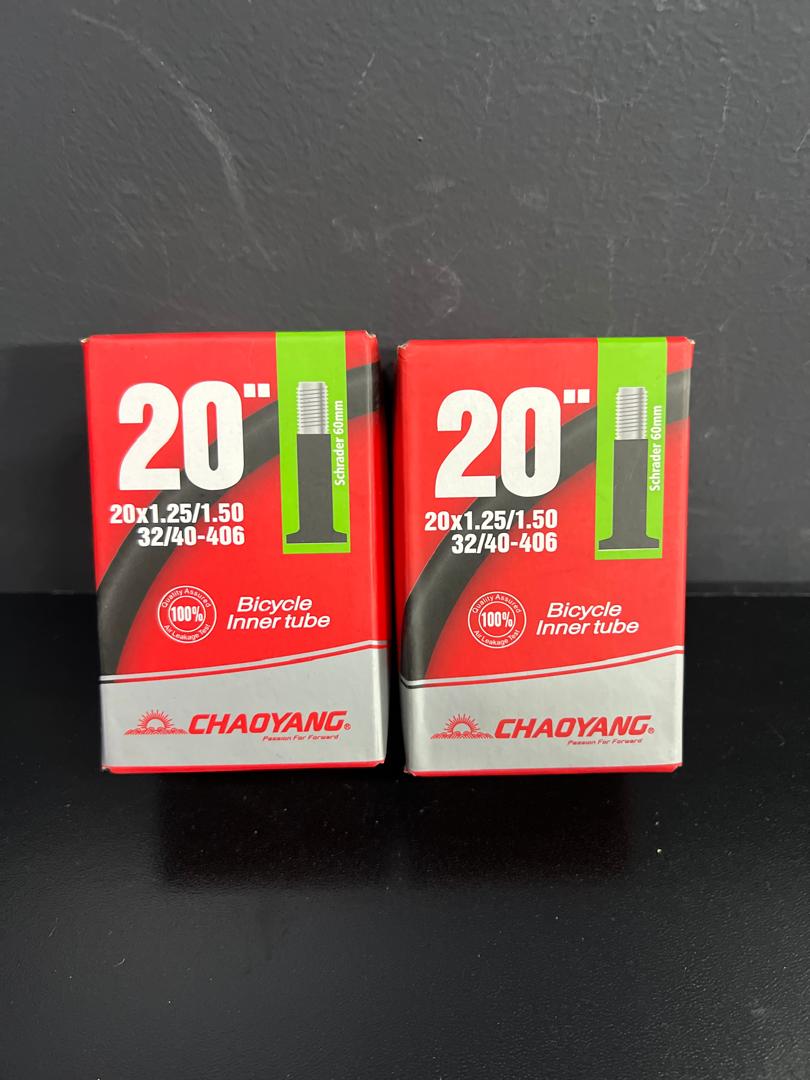 20"
Schrader 60mm
20x1.25/1.50
32/40-406
Quality Assured
100%
Air Leakage Test
Bicycle
Inner tube
CHAOYANG®
Passion For Forward
20"
Schrader 60mm
20x1.25/1.50
32/40-406
Quality Assured
100%
Air Leakage Test
Bicycle
Inner tube
CHAOYANG®
Passion For Forward